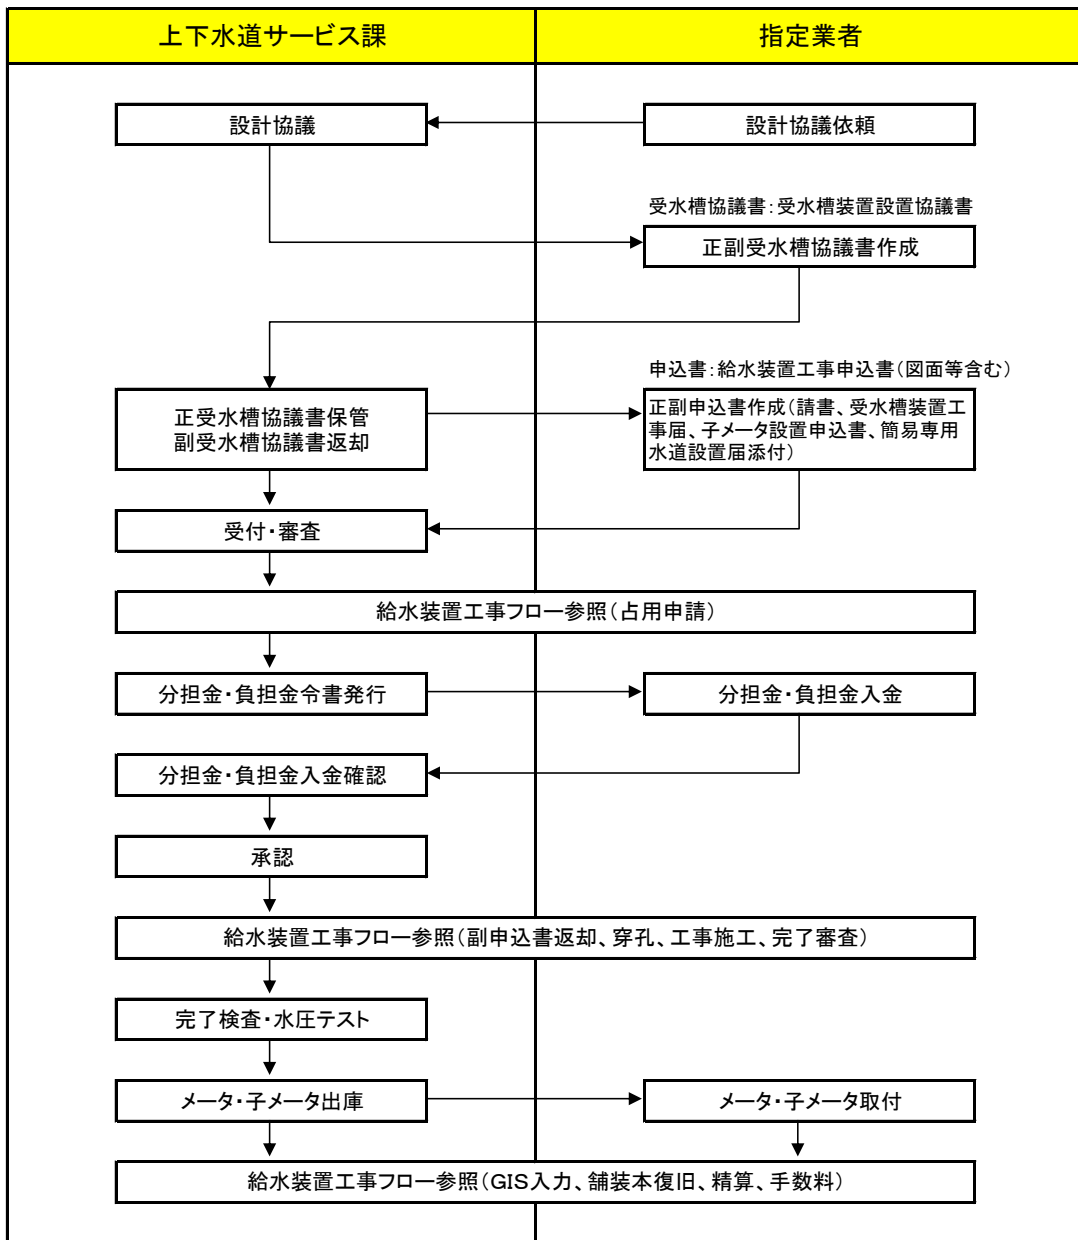 上下水道サービス課
指定業者
設計協議
設計協議依頼
受水槽協議書：受水槽装置設置協議書
正副受水槽協議書作成
申込書：給水装置工事申込書（図面等含む）
正受水槽協議書保管
副受水槽協議書返却
正副申込書作成（請書、受水槽装置工
事届、子メータ設置申込書、簡易専用
水道設置届添付）
受付・審査
給水装置工事フロー参照（占用申請）
分担金・負担金令書発行
分担金・負担金入金
分担金・負担金入金確認
承認
給水装置工事フロー参照（副申込書返却、穿孔、工事施工、完了審査）
完了検査・水圧テスト
メータ・子メータ出庫
メータ・子メータ取付
給水装置工事フロー参照（GIS入力、舗装本復旧、精算、手数料）